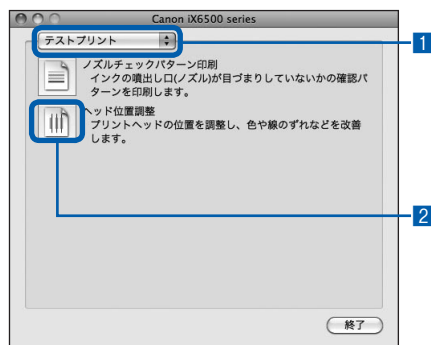 Canon iX6500 series
テストプリント
1
ノズルチェックパターン印刷
インクの噴出し口(ノズル)が目づまりしていないかの確認パ
ターンを印刷します。
ヘッド位置調整
プリントヘッドの位置を調整し、色や線のずれなどを改善
します。
2
終了